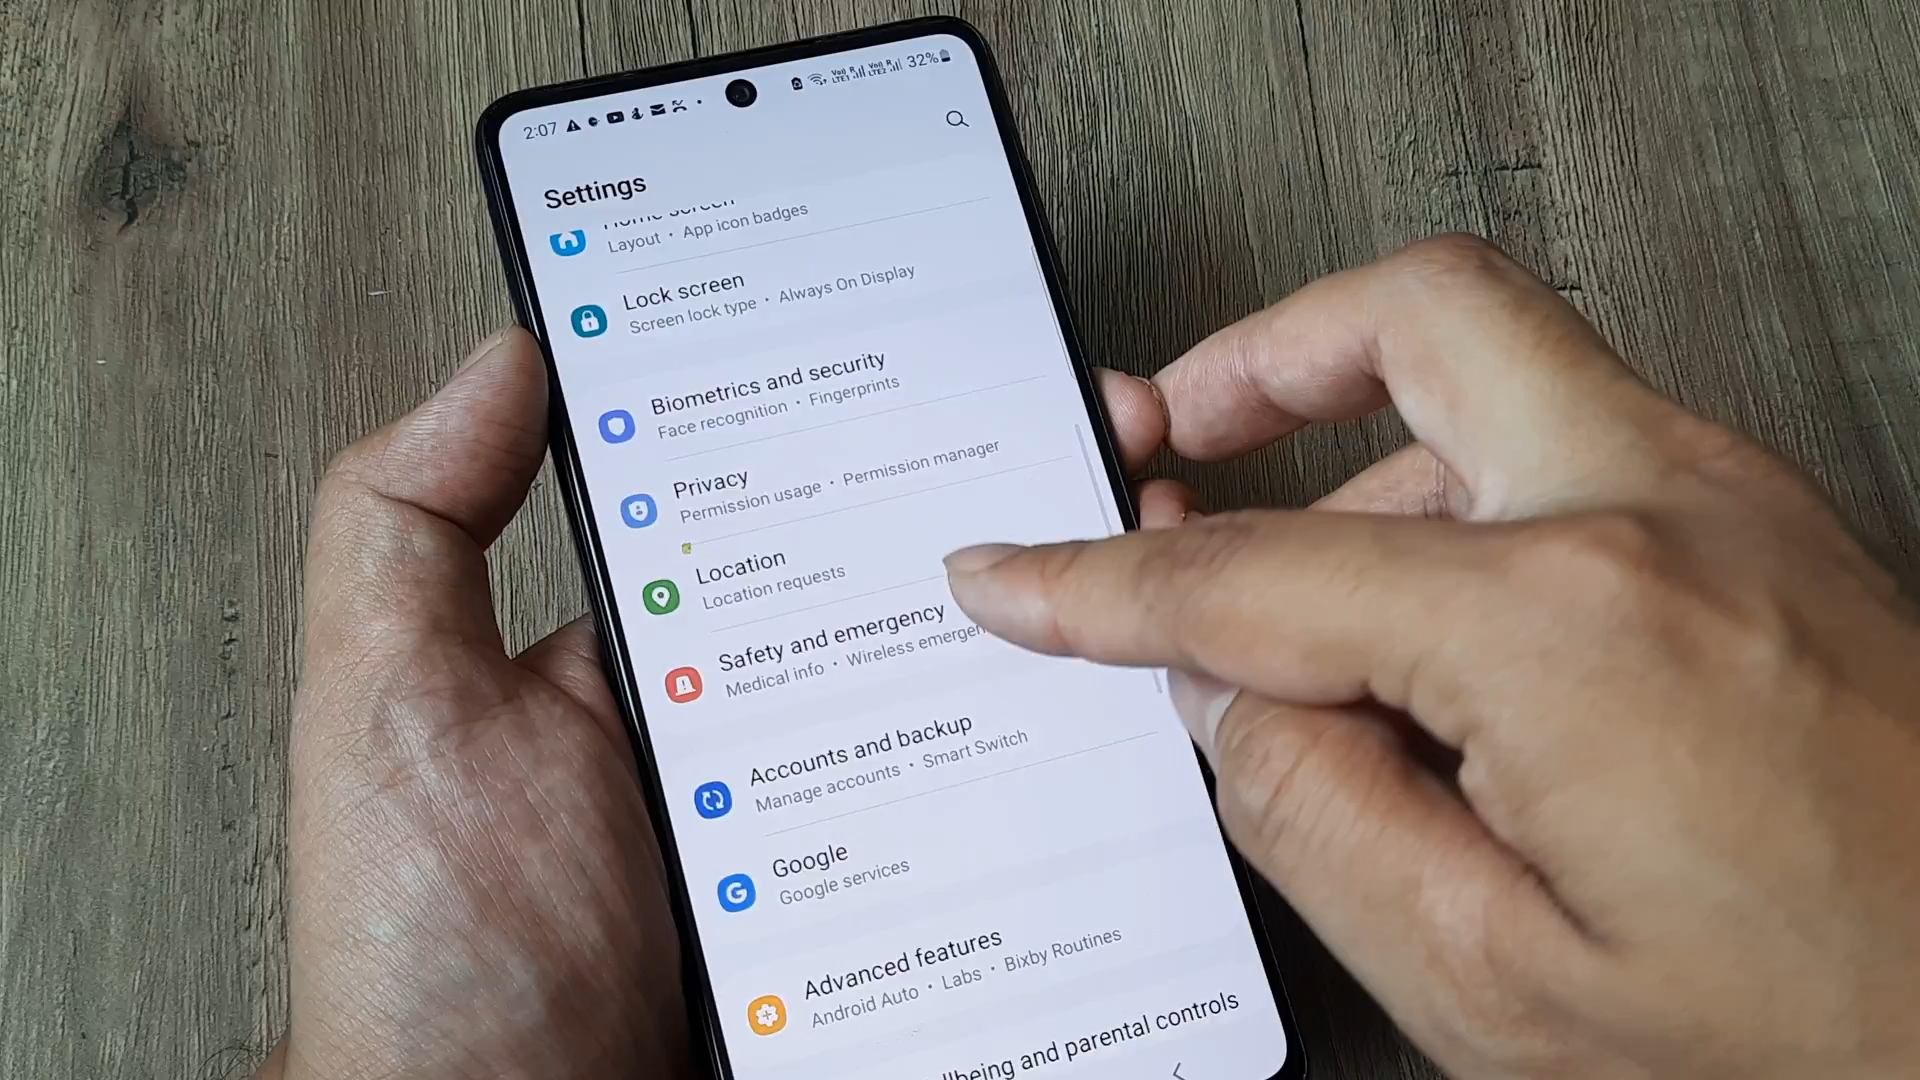 2:07
32%
Settings
Home screen
Layout · App icon badges
Lock screen
Screen lock type · Always On Display
Biometrics and security
Face recognition · Fingerprints
Privacy
Permission usage · Permission manager
Location
Location requests
Safety and emergency
Medical info · Wireless
Accounts and backup
Manage accounts · Smart Switch
Google
Google services
Advanced features
Android Auto · Labs · Bixby Routines
and parental controls